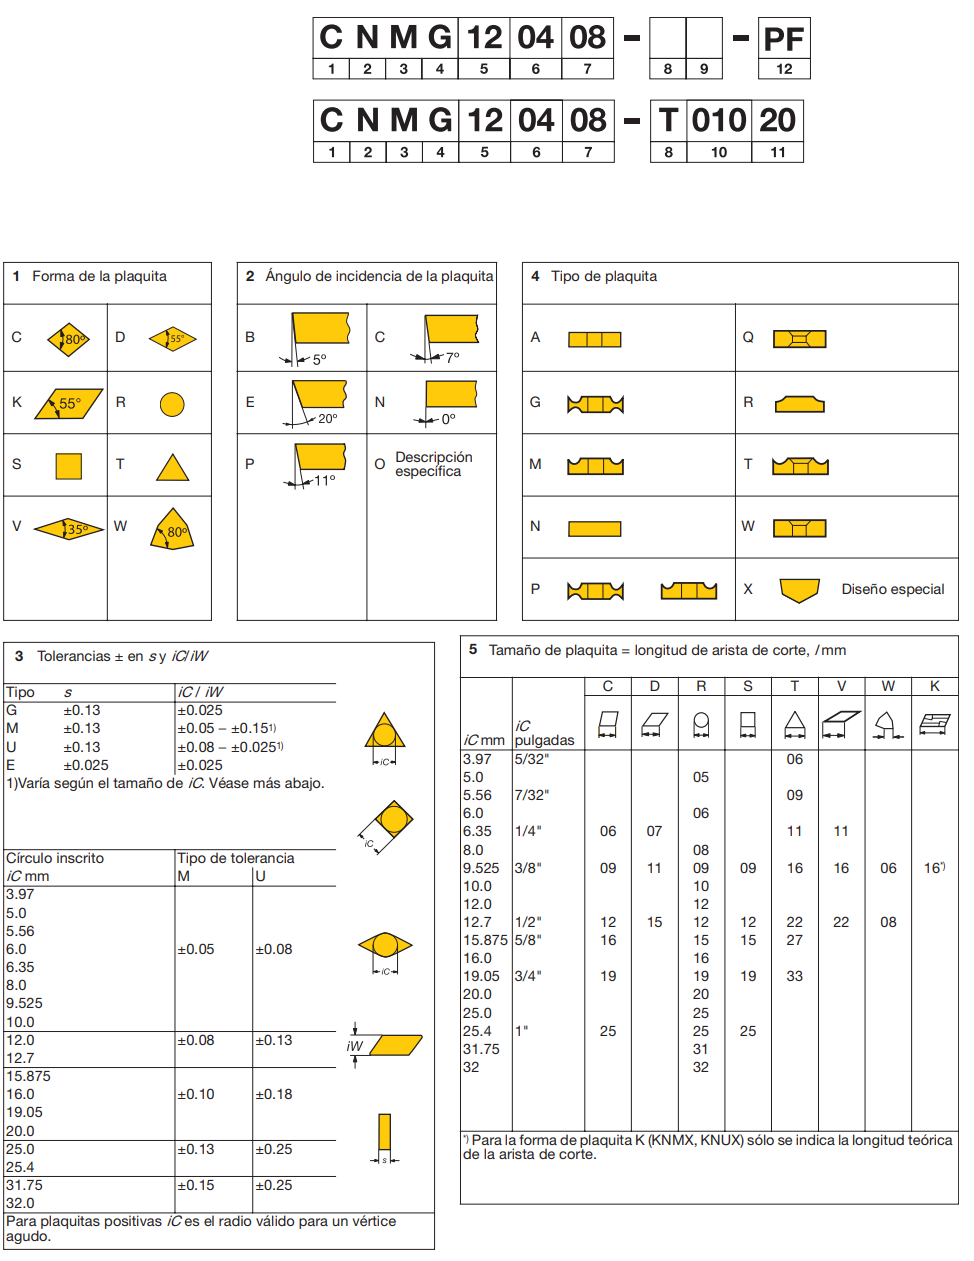 C N M G 12 04 08 - - PF
1 2 3 4 5 6 7 8 9 12
C N M G 12 04 08 - T 010 20
1 2 3 4 5 6 7 8 10 11
1 Forma de la plaquita
C 80º D 55°
K 55° R
S T
V 35º W 80º
2 Ángulo de incidencia de la plaquita
B 5º C 7º
E 20º N 0º
P 11º O Descripción
específica
4 Tipo de plaquita
A Q
G R
M T
N W
P X Diseño especial
3 Tolerancias ± en s y iC/iW
Tipo s iC / iW
G ±0.13 ±0.025
M ±0.13 ±0.05 – ±0.15¹⁾
U ±0.13 ±0.08 – ±0.025¹⁾
E ±0.025 ±0.025
1)Varía según el tamaño de iC. Véase más abajo.
iC
iC
Círculo inscrito Tipo de tolerancia
iC mm M U
3.97
5.0
5.56
6.0 ±0.05 ±0.08
6.35
8.0
9.525
10.0
12.0 ±0.08 ±0.13
12.7
15.875
16.0 ±0.10 ±0.18
19.05
20.0
25.0 ±0.13 ±0.25
25.4
31.75 ±0.15 ±0.25
32.0
iC
iW
s
Para plaquitas positivas iC es el radio válido para un vértice
agudo.
5 Tamaño de plaquita = longitud de arista de corte, l mm
C D R S T V W K
iC
iC mm pulgadas
3.97 5/32" 06
5.0 05
5.56 7/32" 09
6.0 06
6.35 1/4" 06 07 11 11
8.0 08
9.525 3/8" 09 11 09 09 16 16 06 16*⁾
10.0 10
12.0 12
12.7 1/2" 12 15 12 12 22 22 08
15.875 5/8" 16 15 15 27
16.0 16
19.05 3/4" 19 19 19 33
20.0 20
25.0 25
25.4 1" 25 25 25
31.75 31
32 32
*⁾ Para la forma de plaquita K (KNMX, KNUX) sólo se indica la longitud teórica
de la arista de corte.